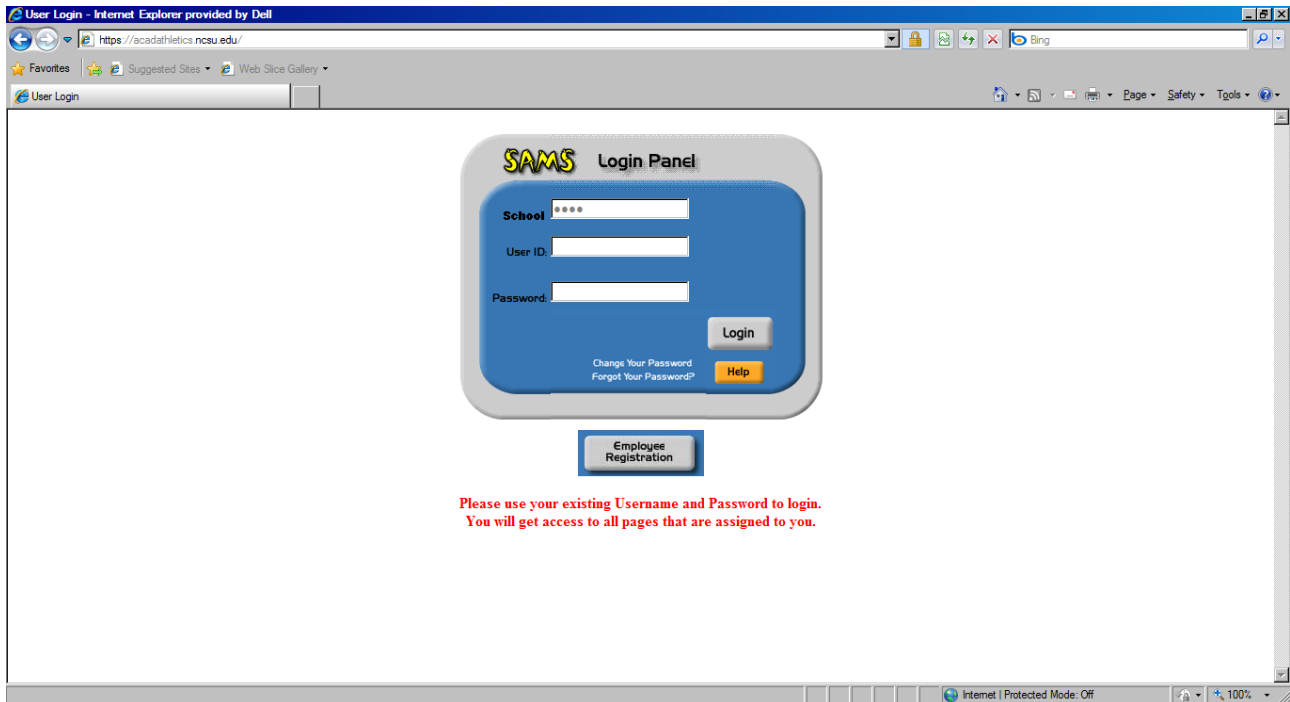 User Login - Internet Explorer provided by Dell
https://acadathletics.ncsu.edu/
Bing
Favorites Suggested Sites Web Slice Gallery
User Login
Page Safety Tools
SAMS Login Panel
School ••••
User ID:
Password:
Login
Change Your Password
Forgot Your Password?
Help
Employee
Registration
Please use your existing Username and Password to login.
You will get access to all pages that are assigned to you.
Internet | Protected Mode: Off
100%